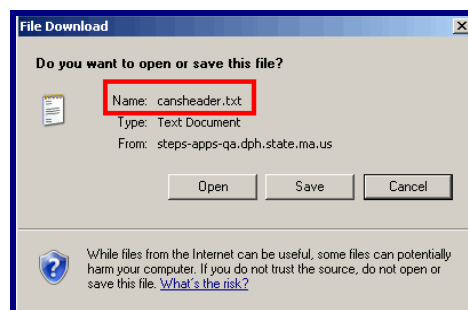 File Download
Do you want to open or save this file?
Name: cansheader.txt
Type: Text Document
From: steps-apps-qa.dph.state.ma.us
Open Save Cancel
While files from the Internet can be useful, some files can potentially
harm your computer. If you do not trust the source, do not open or
save this file. What's the risk?